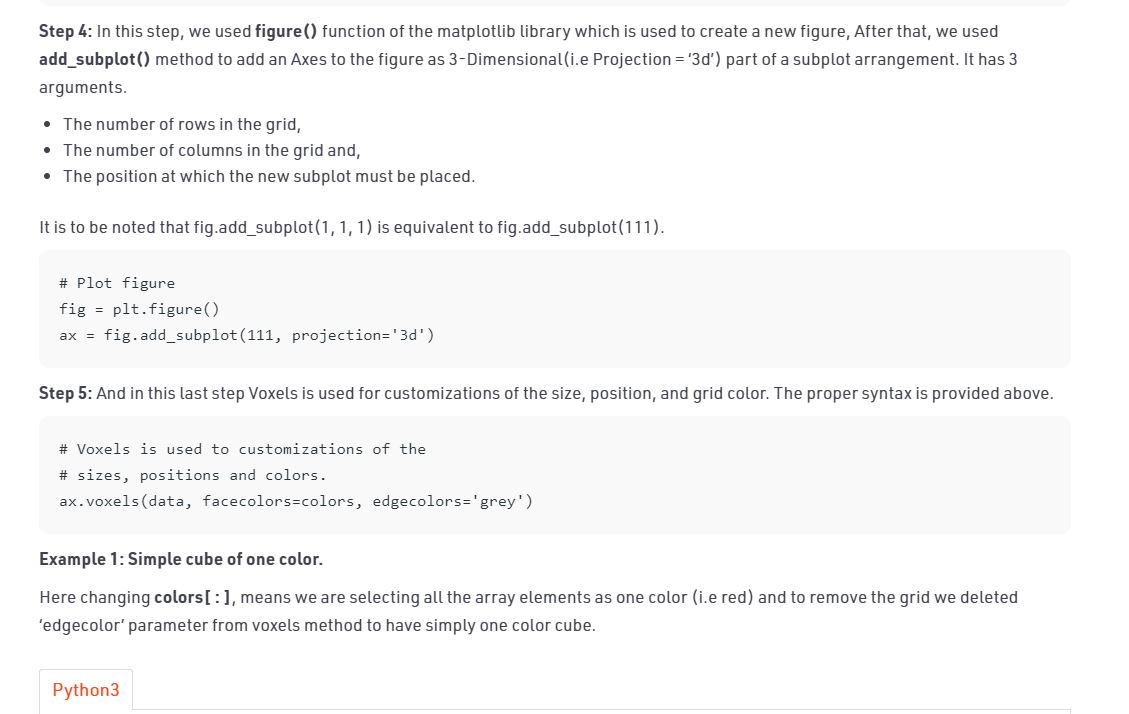 Step 4: In this step, we used figure() function of the matplotlib library which is used to create a new figure, After that, we used
add_subplot() method to add an Axes to the figure as 3-Dimensional(i.e Projection = ‘3d’) part of a subplot arrangement. It has 3
arguments.
• The number of rows in the grid,
• The number of columns in the grid and,
• The position at which the new subplot must be placed.
It is to be noted that fig.add_subplot(1, 1, 1) is equivalent to fig.add_subplot(111).
# Plot figure
fig = plt.figure()
ax = fig.add_subplot(111, projection='3d')
Step 5: And in this last step Voxels is used for customizations of the size, position, and grid color. The proper syntax is provided above.
# Voxels is used to customizations of the
# sizes, positions and colors.
ax.voxels(data, facecolors=colors, edgecolors='grey')
Example 1: Simple cube of one color.
Here changing colors[ : ], means we are selecting all the array elements as one color (i.e red) and to remove the grid we deleted
‘edgecolor’ parameter from voxels method to have simply one color cube.
Python3